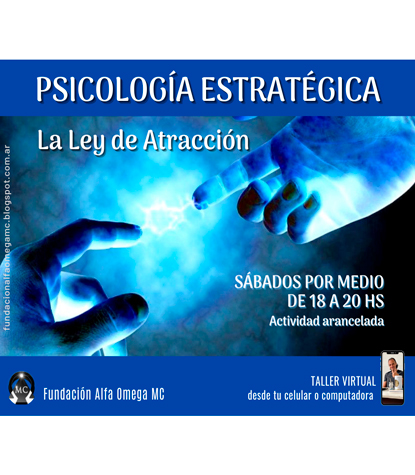 PSICOLOGÍA ESTRATÉGICA
La Ley de Atracción
fundacionalfaomegamc.blogspot.com.ar
SÁBADOS POR MEDIO
DE 18 A 20 HS
Actividad arancelada
MC
Fundación Alfa Omega MC
TALLER VIRTUAL
desde tu celular o computadora